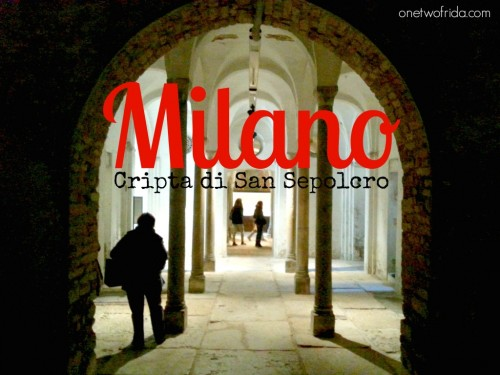 onetwofrida.com
Milano
Cripta di San Sepolcro